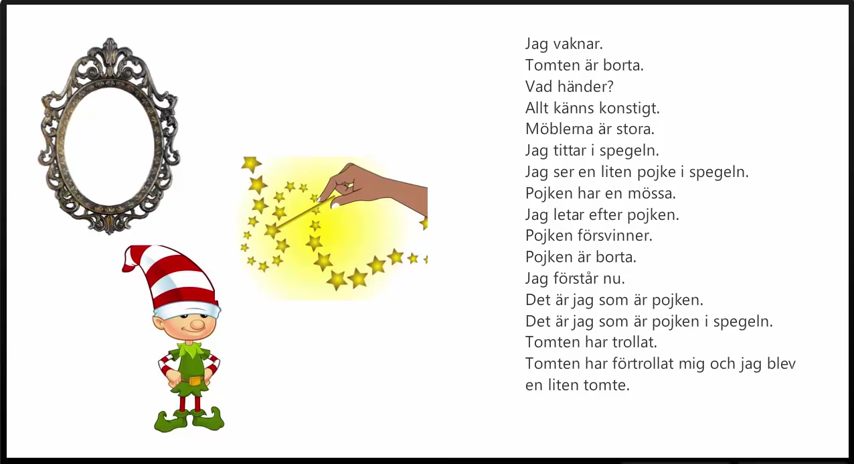 Jag vaknar.
Tomten är borta.
Vad händer?
Allt känns konstigt.
Möblerna är stora.
Jag tittar i spegeln.
Jag ser en liten pojke i spegeln.
Pojken har en mössa.
Jag letar efter pojken.
Pojken försvinner.
Pojken är borta.
Jag förstår nu.
Det är jag som är pojken.
Det är jag som är pojken i spegeln.
Tomten har trollat.
Tomten har förtrollat mig och jag blev
en liten tomte.